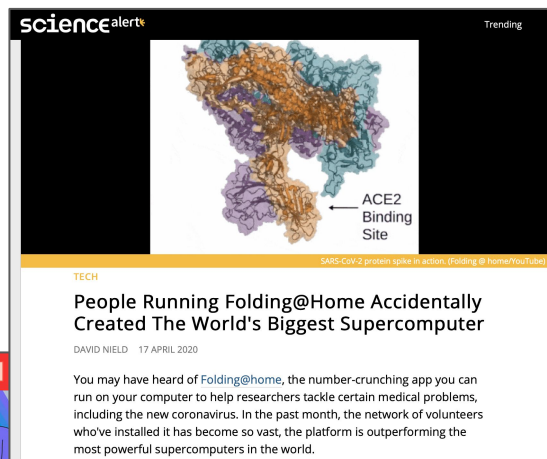 sciencealert
Trending
ACE2
Binding
Site
SARS-CoV-2 protein spike in action. (Folding @ home/YouTube)
TECH
People Running Folding@Home Accidentally
Created The World's Biggest Supercomputer
DAVID NIELD 17 APRIL 2020
You may have heard of Folding@home, the number-crunching app you can
run on your computer to help researchers tackle certain medical problems,
including the new coronavirus. In the past month, the network of volunteers
who've installed it has become so vast, the platform is outperforming the
most powerful supercomputers in the world.